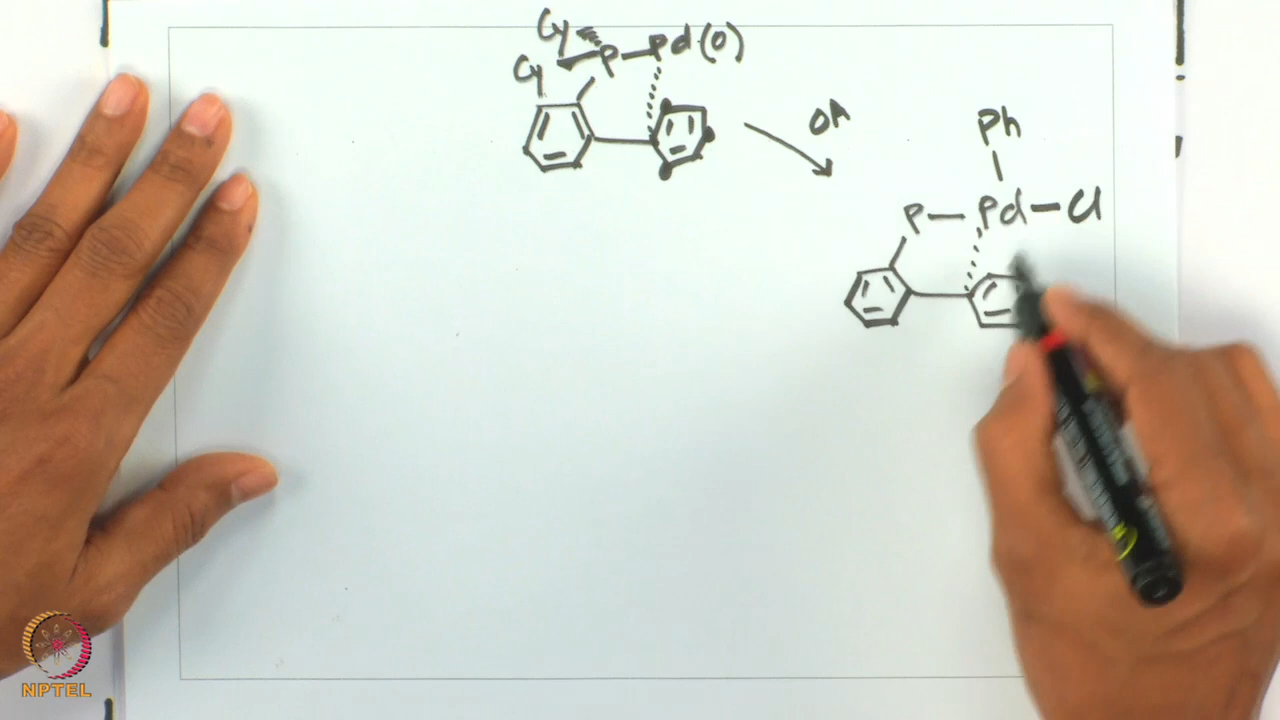 Cy
Cy P – Pd(0)
OA
Ph
P – Pd – Cl
NPTEL